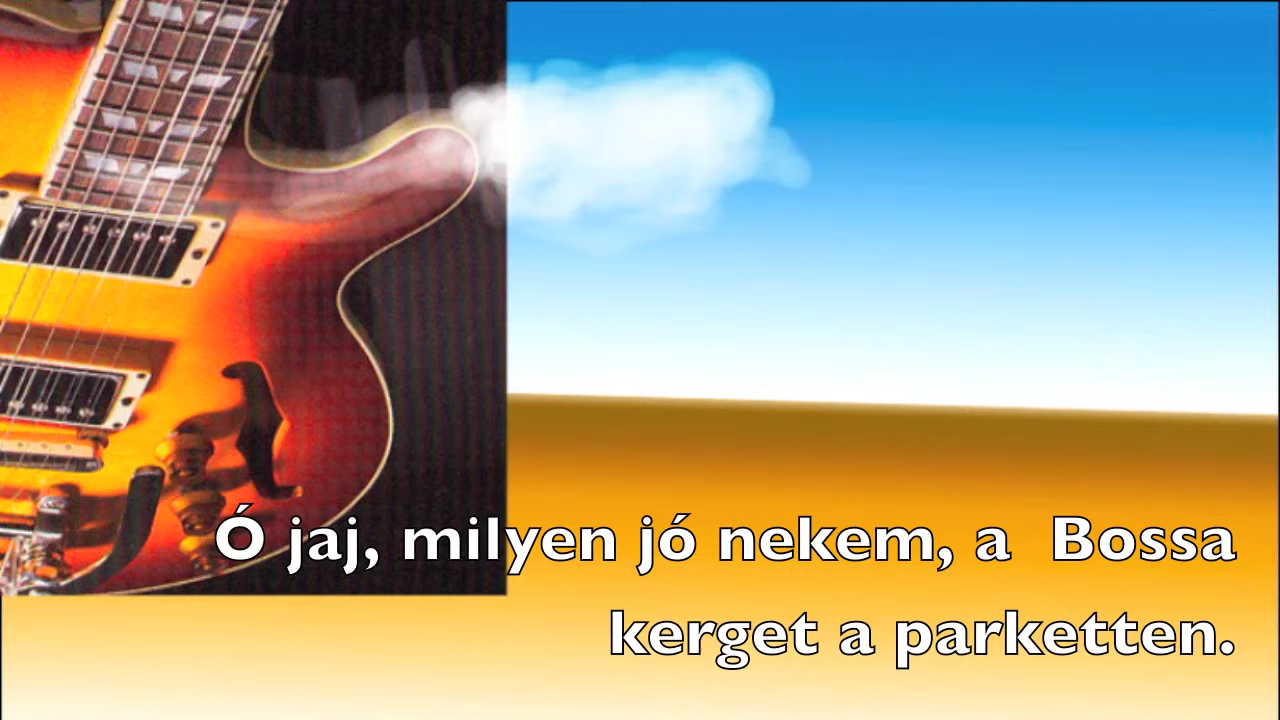 Ó jaj, milyen jó nekem, a  Bossa
kerget a parketten.